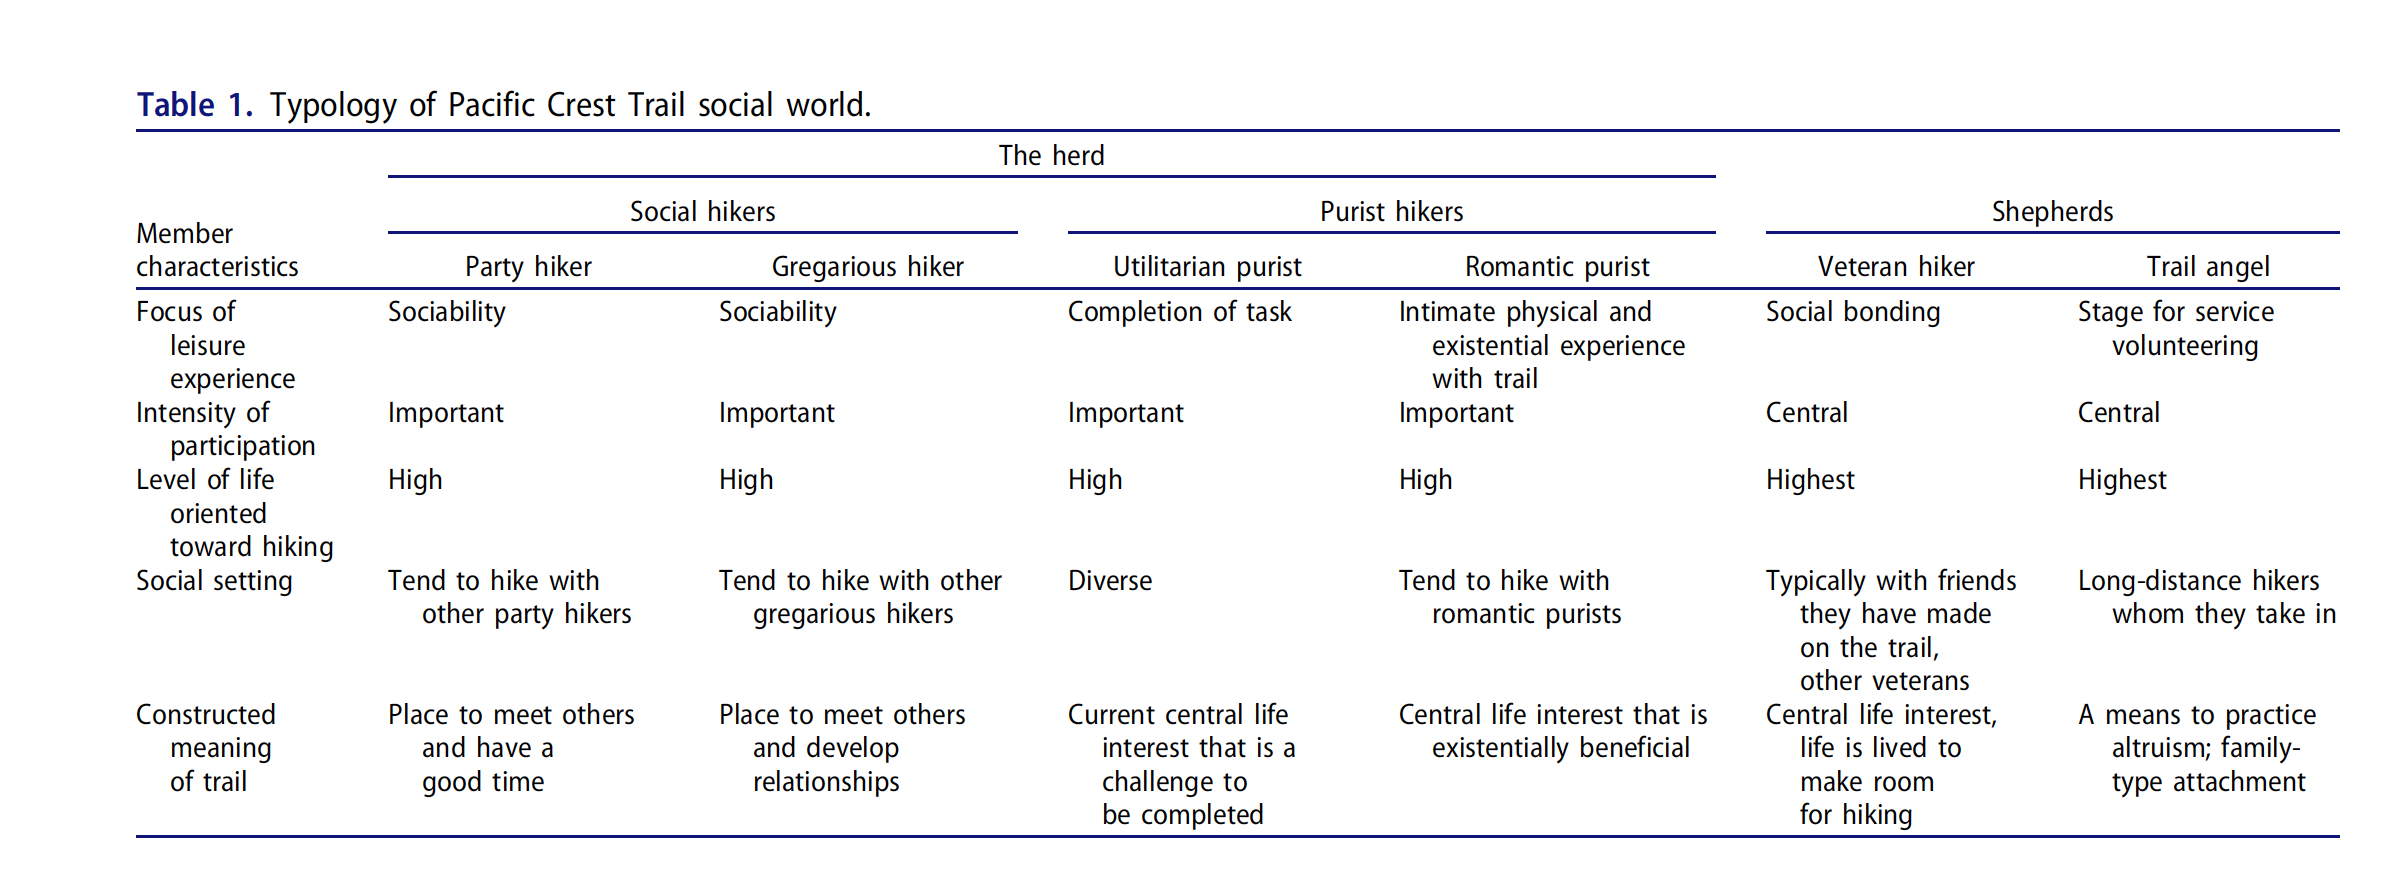 Table 1. Typology of Pacific Crest Trail social world.
The herd
Social hikers Purist hikers Shepherds
Member
characteristics Party hiker Gregarious hiker Utilitarian purist Romantic purist Veteran hiker Trail angel
Focus of Sociability Sociability Completion of task Intimate physical and Social bonding Stage for service
leisure existential experience volunteering
experience with trail
Intensity of Important Important Important Important Central Central
participation
Level of life High High High High Highest Highest
oriented
toward hiking
Social setting Tend to hike with Tend to hike with other Diverse Tend to hike with Typically with friends Long-distance hikers
other party hikers gregarious hikers romantic purists they have made whom they take in
on the trail,
other veterans
Constructed Place to meet others Place to meet others Current central life Central life interest that is Central life interest, A means to practice
meaning and have a and develop interest that is a existentially beneficial life is lived to altruism; family-
of trail good time relationships challenge to make room type attachment
be completed for hiking